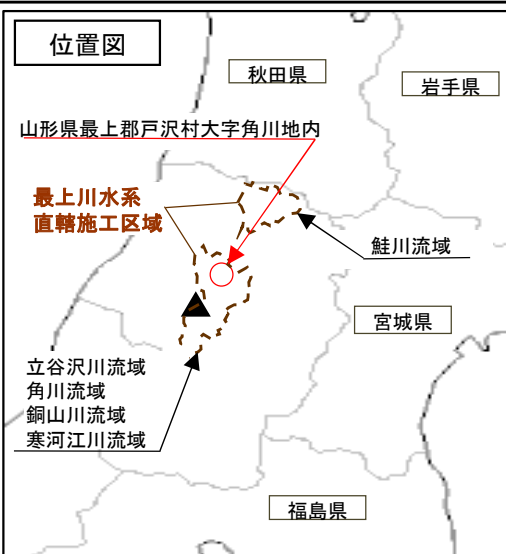 位置図
秋田県
岩手県
山形県最上郡戸沢村大字角川地内
最上川水系
直轄施工区域
鮭川流域
宮城県
立谷沢川流域
角川流域
銅山川流域
寒河江川流域
福島県